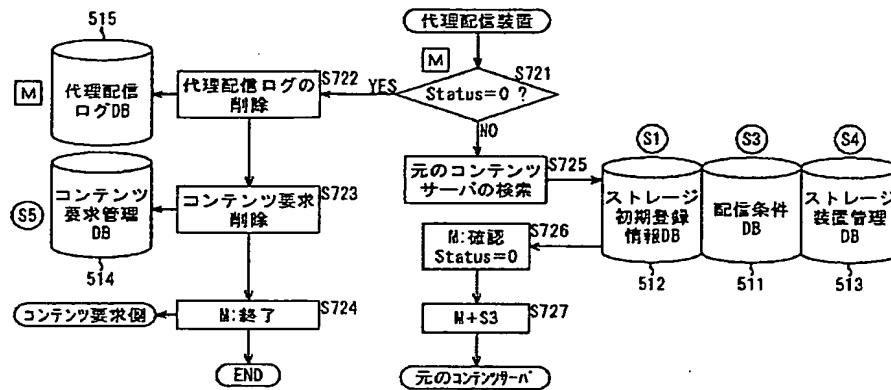 515
代理配信装置
M
S721
Status=0 ?
YES
NO
S722
代理配信ログの
削除
M
代理配信
ログDB
S723
コンテンツ要求
削除
S5
コンテンツ
要求管理
DB
514
S724
M:終了
コンテンツ要求側
END
S725
元のコンテンツ
サーバの検索
S1
S3
S4
ストレージ
初期登録
情報DB
配信条件
DB
ストレージ
装置管理
DB
512
511
513
S726
M:確認
Status=0
S727
M+S3
元のコンテンツサーバ